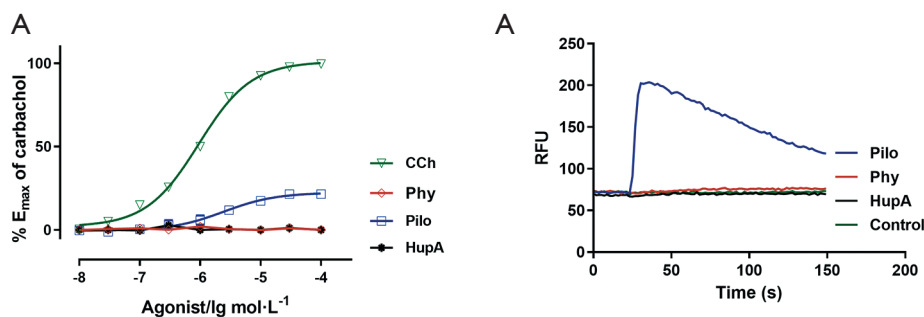 A
% Emax of carbachol
100
50
0
-8
-7
-6
-5
-4
Agonist/lg mol·L⁻¹
CCh
Phy
Pilo
HupA
A
RFU
250
200
150
100
50
0
0
50
100
150
200
Time (s)
Pilo
Phy
HupA
Control